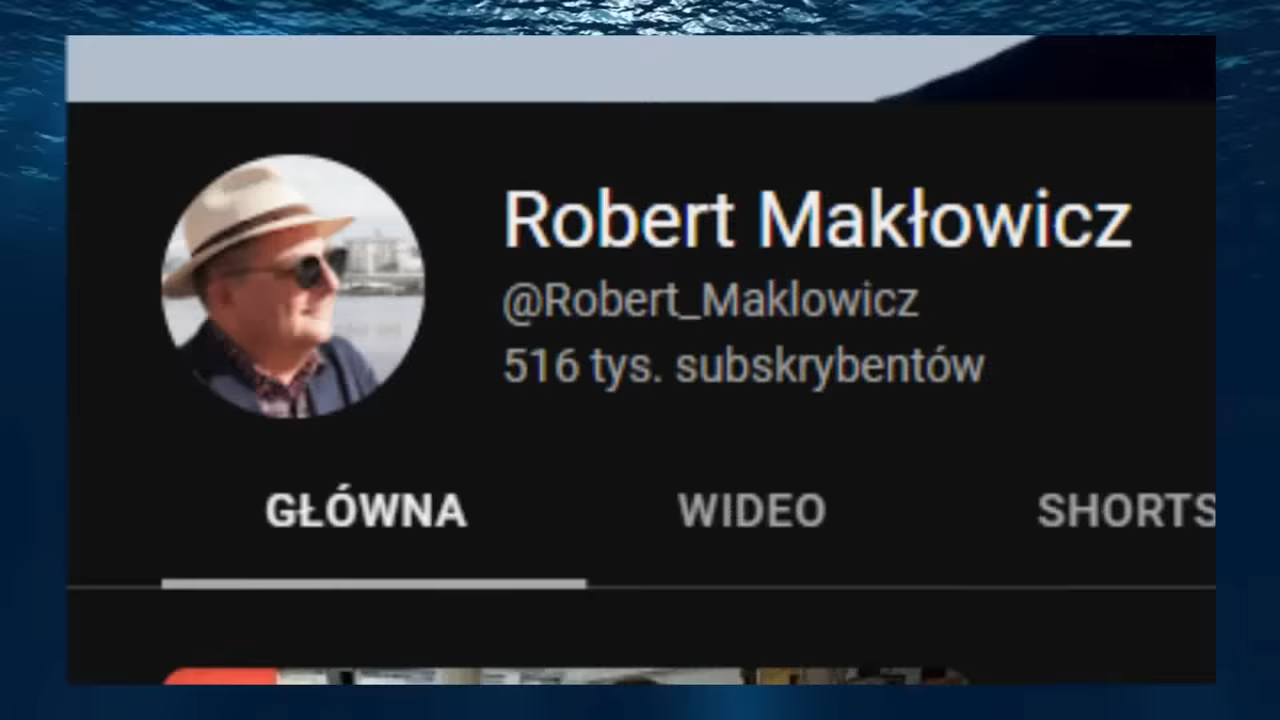 Robert Makłowicz
@Robert_Maklowicz
516 tys. subskrybentów
GŁÓWNA WIDEO SHORTS